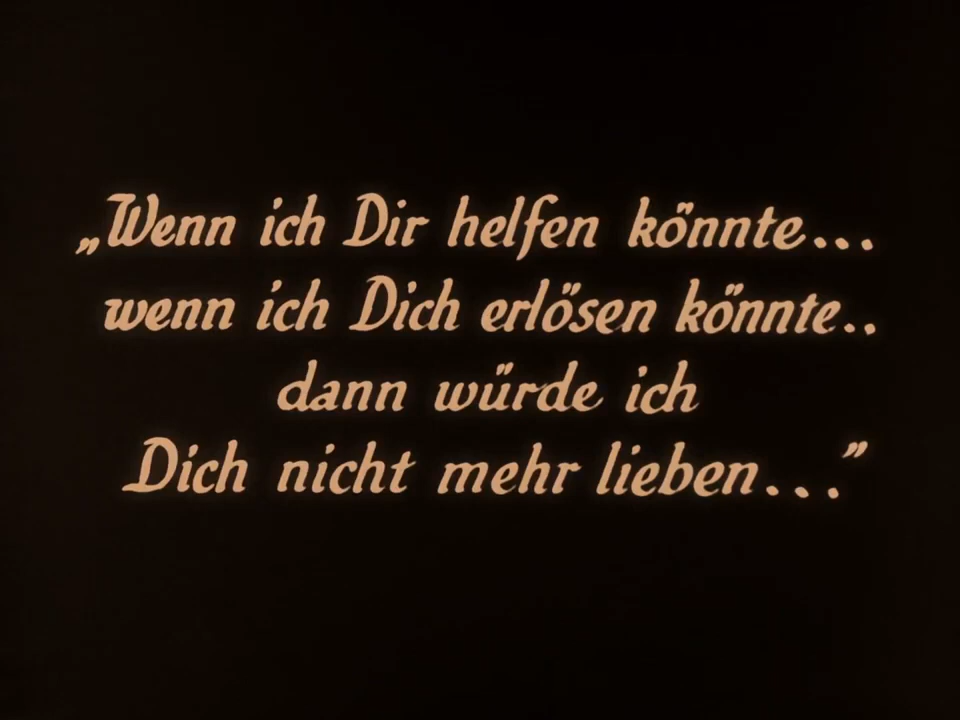 „Wenn ich Dir helfen könnte...
wenn ich Dich erlösen könnte..
dann würde ich
Dich nicht mehr lieben..."